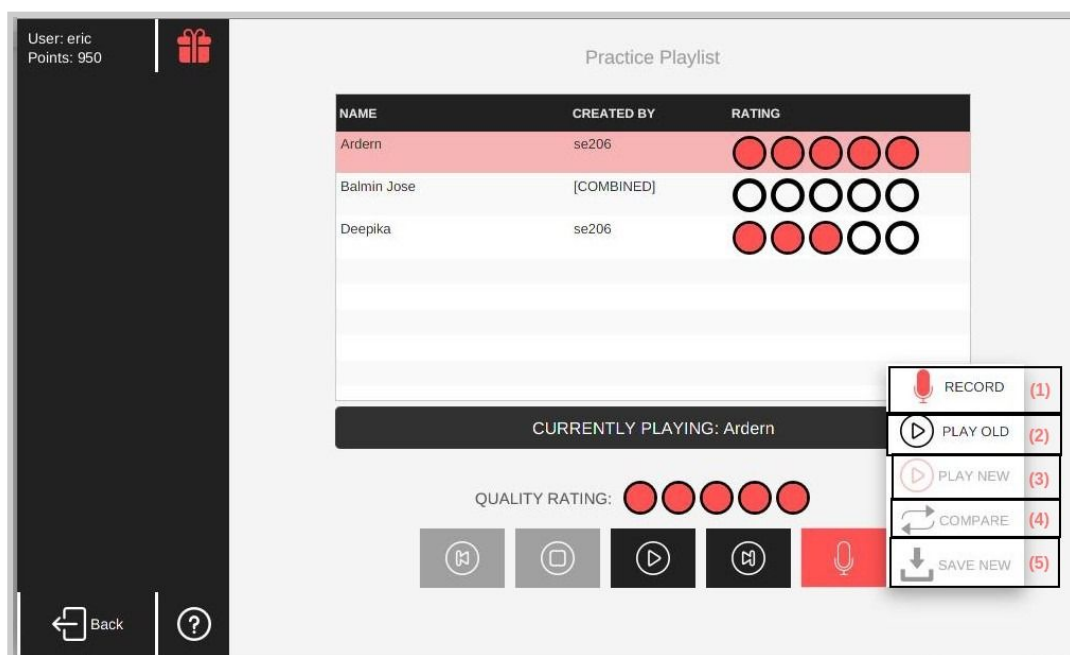 User: eric
Points: 950
Practice Playlist
NAME CREATED BY RATING
Ardern se206
Balmin Jose [COMBINED]
Deepika se206
RECORD (1)
CURRENTLY PLAYING: Ardern
PLAY OLD (2)
PLAY NEW (3)
QUALITY RATING:
COMPARE (4)
SAVE NEW (5)
Back
?